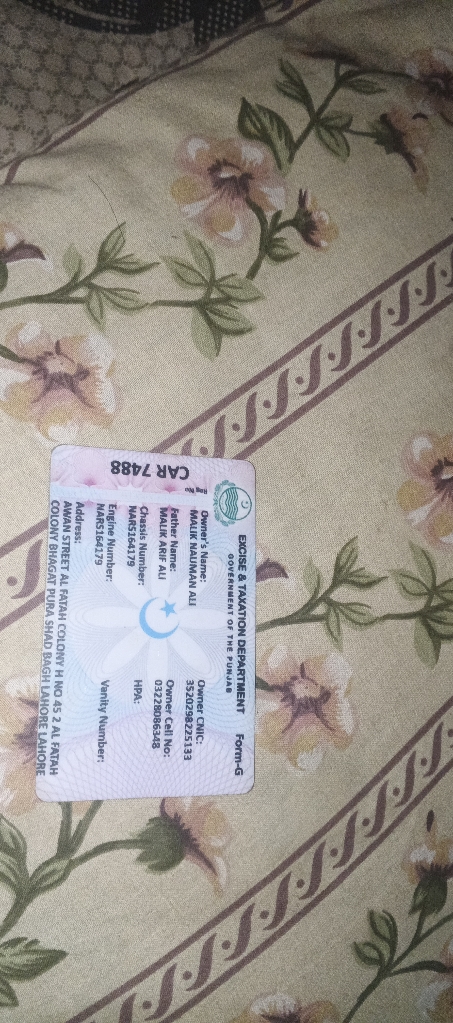 EXCISE & TAXATION DEPARTMENT Form-G
GOVERNMENT OF THE PUNJAB
Reg No:
CAR 7488
Owner's Name:
MALIK NAUMAN ALI
Owner CNIC:
3520298225133
Father Name:
MALIK ARIF ALI
Owner Cell No:
03228086348
Chassis Number:
NAR5164179
HPA:
Engine Number:
NAR5164179
Vanity Number:
Address:
AWAN STREET AL FATAH COLONY H NO 45 2 AL FATAH
COLONY BHAGAT PURA SHAD BAGH LAHORE LAHORE